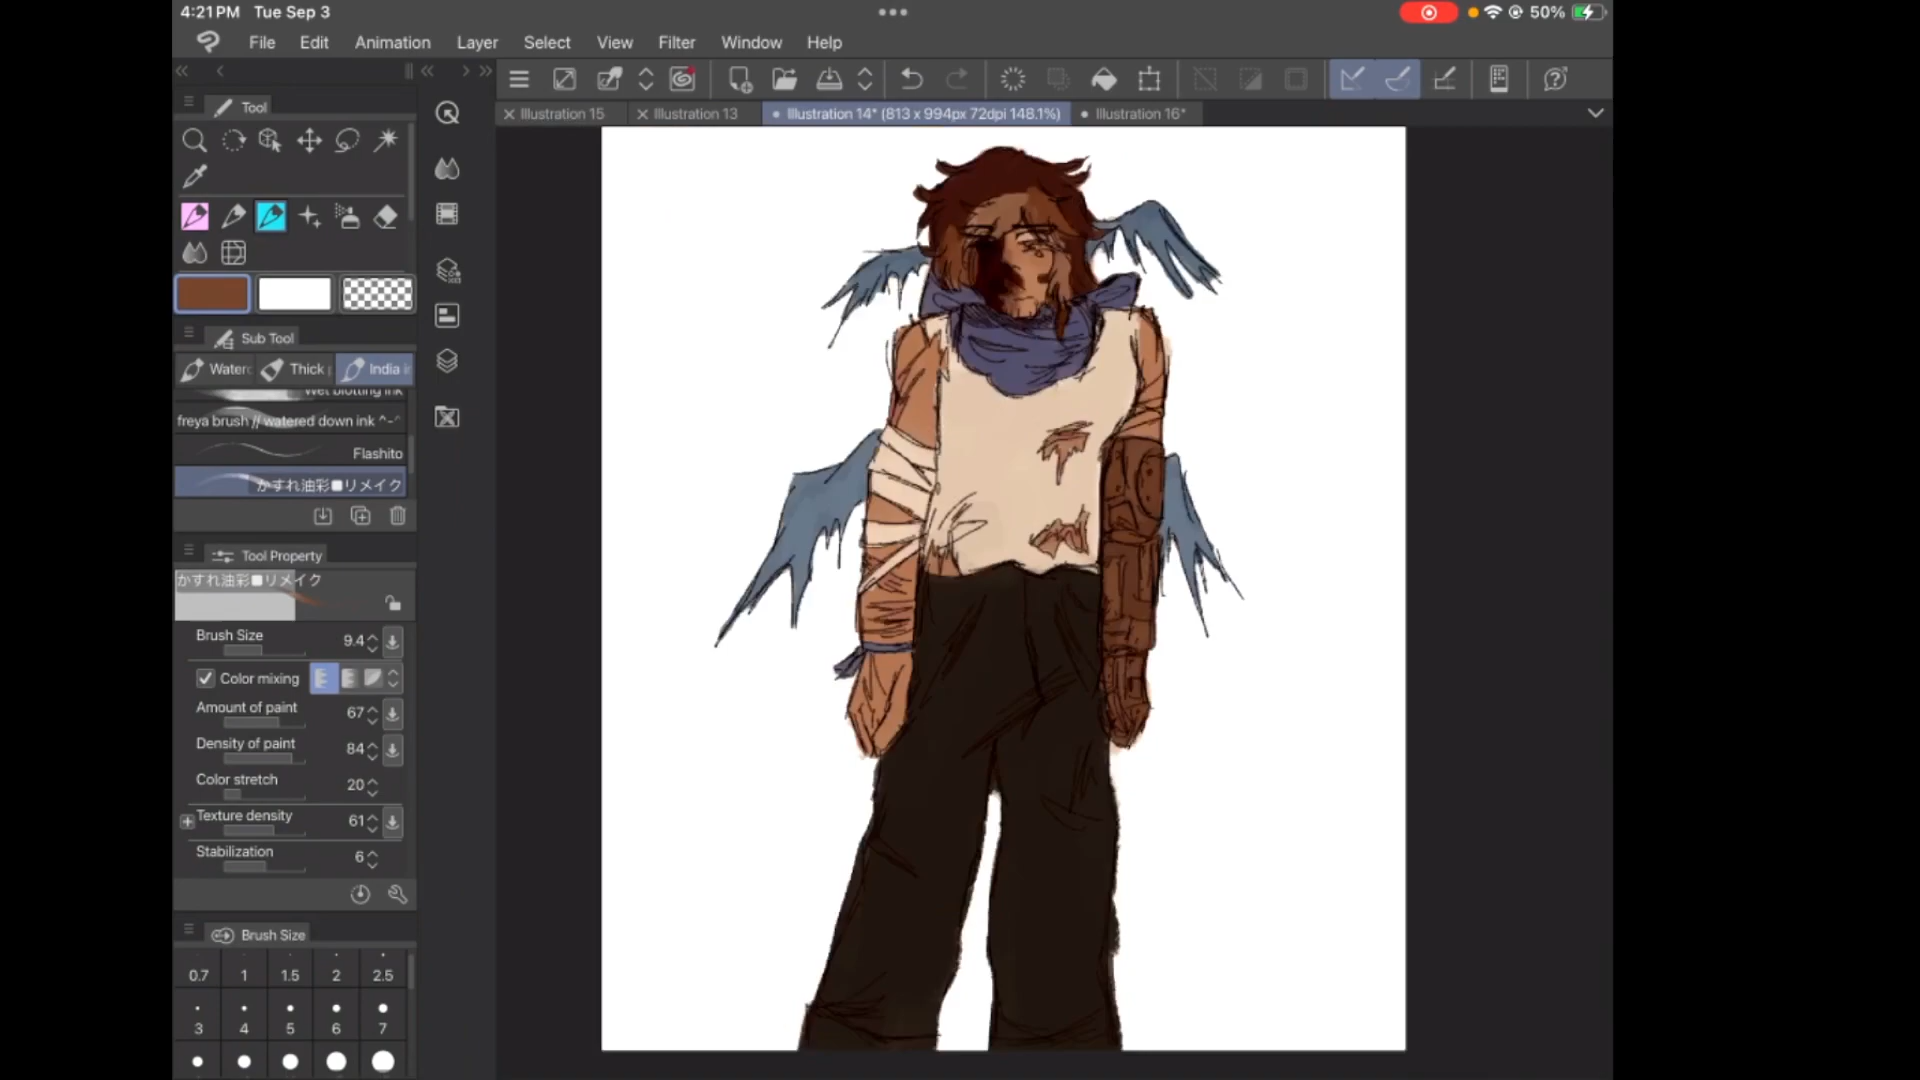 4:21PM Tue Sep 3
50%
File Edit Animation Layer Select View Filter Window Help
Tool
Illustration 15
Illustration 13
Illustration 14* (813 x 994px 72dpi 148.1%)
Illustration 16*
Sub Tool
Waterc
Thick
India in
Wet blotting ink
freya brush // watered down ink ^-^
Flashito
かすれ油彩■リメイク
Tool Property
かすれ油彩■リメイク
Brush Size 9.4
Color mixing
Amount of paint 67
Density of paint 84
Color stretch 20
Texture density 61
Stabilization 6
Brush Size
0.7 1 1.5 2 2.5
3 4 5 6 7